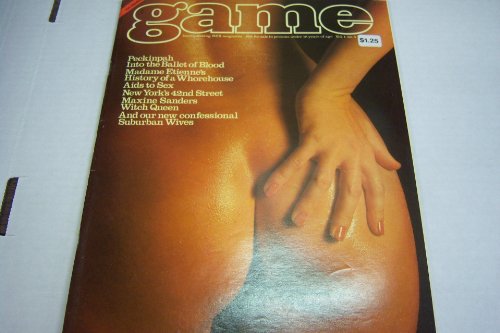 game
$1.25
Peckinpah
Into the Ballet of Blood
Madame Etienne's
History of a Whorehouse
Aids to Sex
New York's 42nd Street
Maxine Sanders
Witch Queen
And our new confessional
Suburban Wives